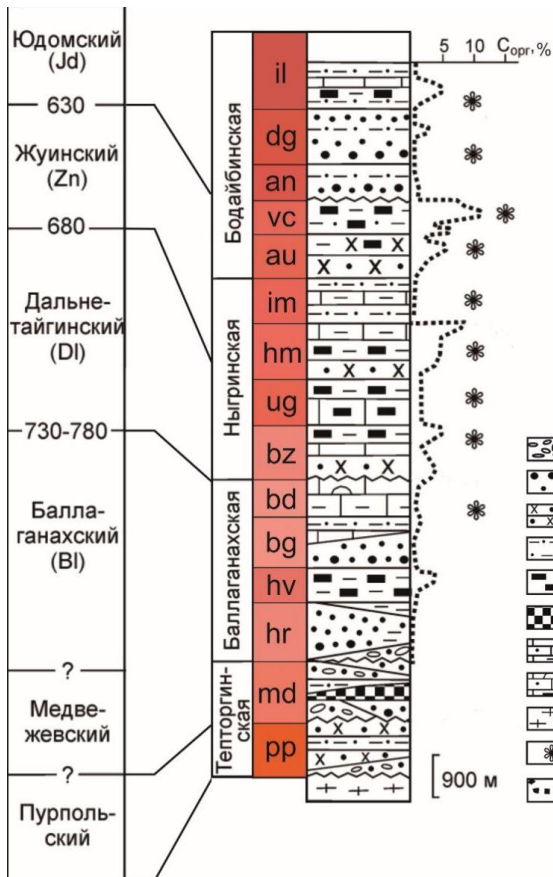 Юдомский
(Jd)
630
Жуинский
(Zn)
680
Дальне-
тайгинский
(Dl)
730-780
Балла-
ганахский
(Bl)
?
Медве-
жевский
?
Пурполь-
ский
Бодайбинская
Ныгринская
Баллаганахская
Тепторгин-
ская
il
dg
an
vc
au
im
hm
ug
bz
bd
bg
hv
hr
md
pp
5 10 Cорг,%
900 м